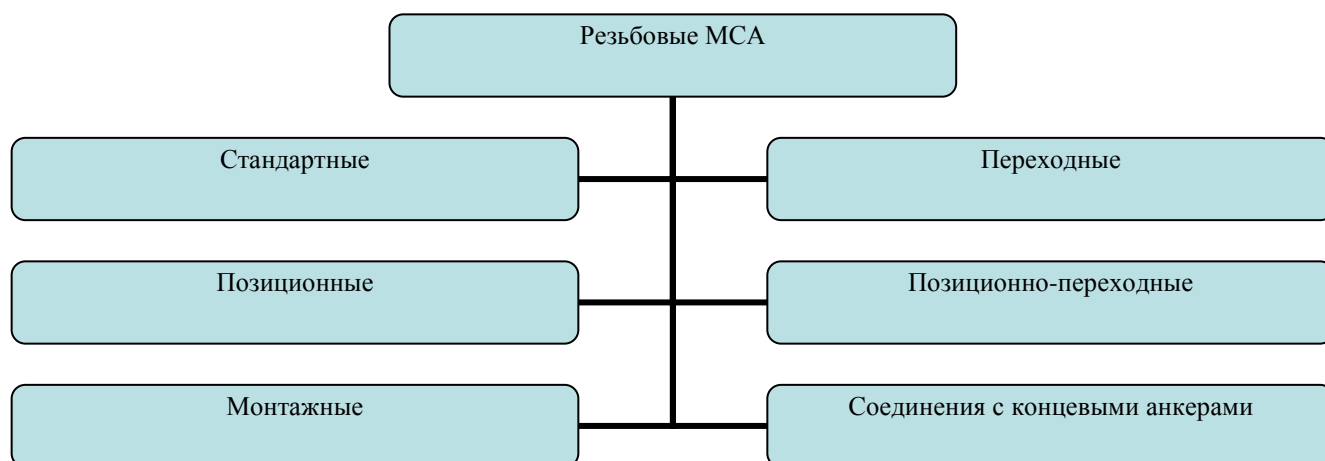 Резьбовые МСА
Стандартные
Переходные
Позиционные
Позиционно-переходные
Монтажные
Соединения с концевыми анкерами